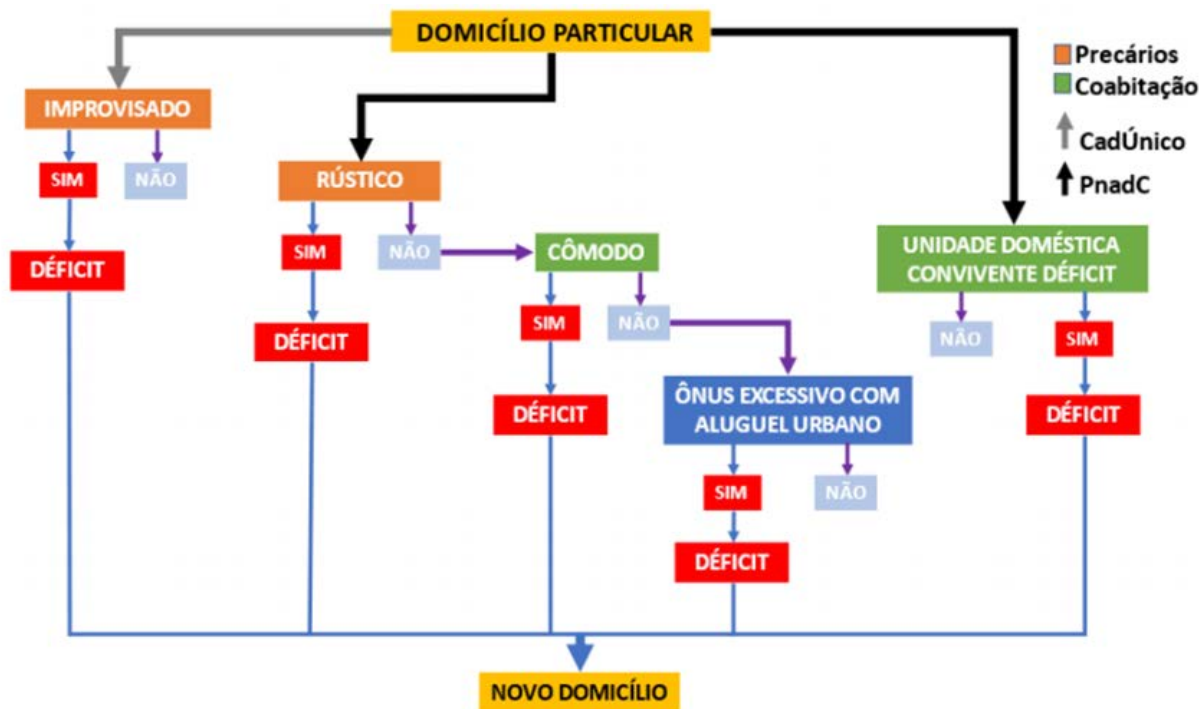 DOMICÍLIO PARTICULAR
Precários
Coabitação
CadÚnico
PnadC
IMPROVISADO
SIM
NÃO
DÉFICIT
RÚSTICO
SIM
NÃO
DÉFICIT
CÔMODO
SIM
NÃO
DÉFICIT
ÔNUS EXCESSIVO COM
ALUGUEL URBANO
SIM
NÃO
DÉFICIT
UNIDADE DOMÉSTICA
CONVIVENTE DÉFICIT
NÃO
SIM
DÉFICIT
NOVO DOMICÍLIO